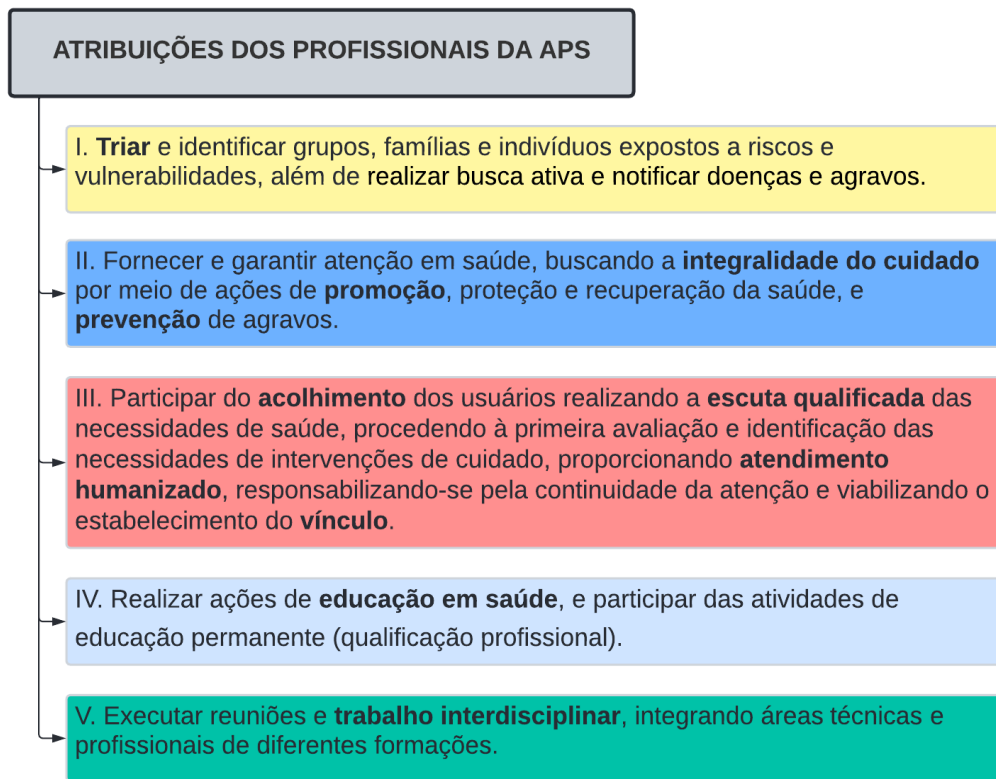 ATRIBUIÇÕES DOS PROFISSIONAIS DA APS
I. Triar e identificar grupos, famílias e indivíduos expostos a riscos e
vulnerabilidades, além de realizar busca ativa e notificar doenças e agravos.
II. Fornecer e garantir atenção em saúde, buscando a integralidade do cuidado
por meio de ações de promoção, proteção e recuperação da saúde, e
prevenção de agravos.
III. Participar do acolhimento dos usuários realizando a escuta qualificada das
necessidades de saúde, procedendo à primeira avaliação e identificação das
necessidades de intervenções de cuidado, proporcionando atendimento
humanizado, responsabilizando-se pela continuidade da atenção e viabilizando o
estabelecimento do vínculo.
IV. Realizar ações de educação em saúde, e participar das atividades de
educação permanente (qualificação profissional).
V. Executar reuniões e trabalho interdisciplinar, integrando áreas técnicas e
profissionais de diferentes formações.